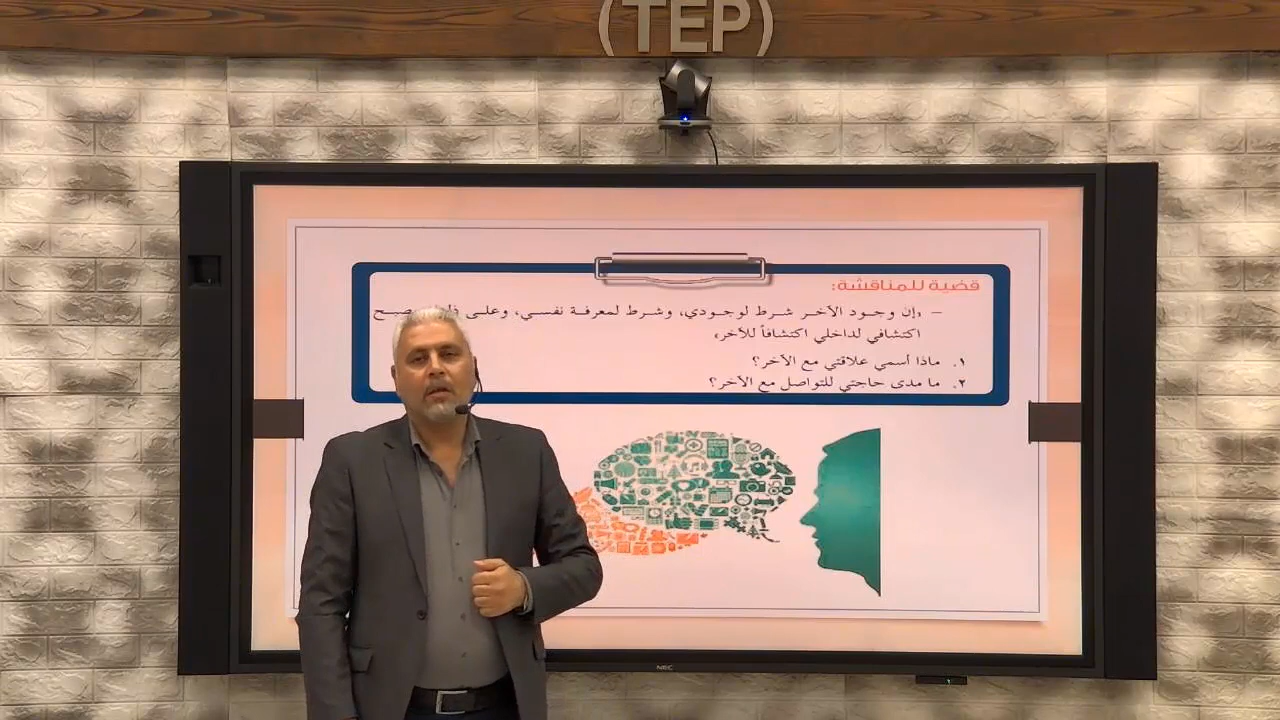 (TEP)
قضية للمناقشة:
– «إن وجود الآخر شرط لوجودي، وشرط لمعرفة نفسي، وعلى
اكتشافي لداخلي اكتشافاً للآخر»
١. ماذا أسمي علاقتي مع الآخر؟
٢. ما مدى حاجتي للتواصل مع الآخر؟
NEC